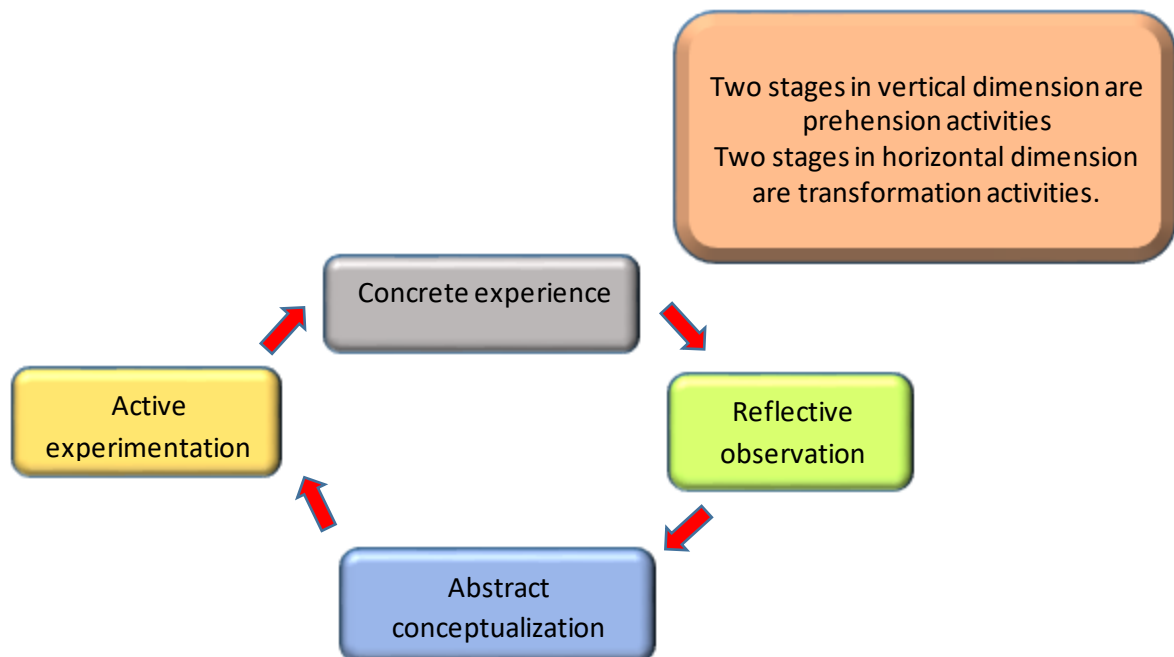 Two stages in vertical dimension are
prehension activities
Two stages in horizontal dimension
are transformation activities.
Concrete experience
Active
experimentation
Reflective
observation
Abstract
conceptualization